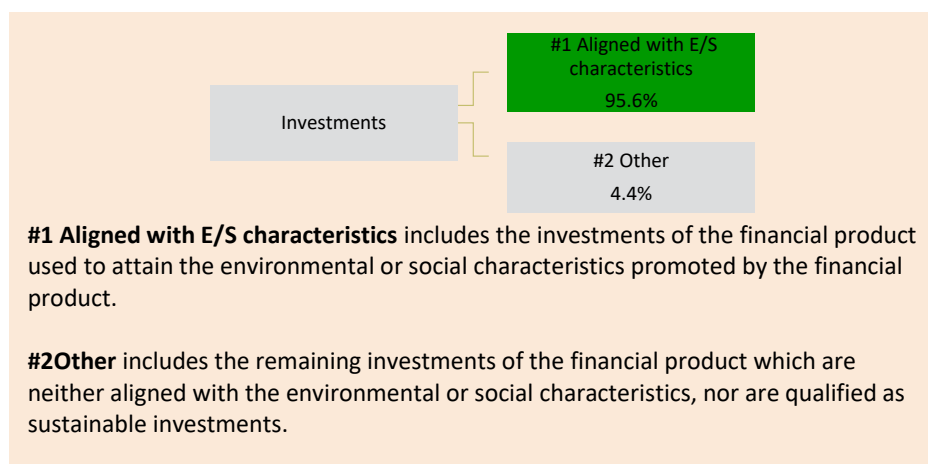 #1 Aligned with E/S
characteristics
95.6%
Investments
#2 Other
4.4%
#1 Aligned with E/S characteristics includes the investments of the financial product
used to attain the environmental or social characteristics promoted by the financial
product.
#2Other includes the remaining investments of the financial product which are
neither aligned with the environmental or social characteristics, nor are qualified as
sustainable investments.